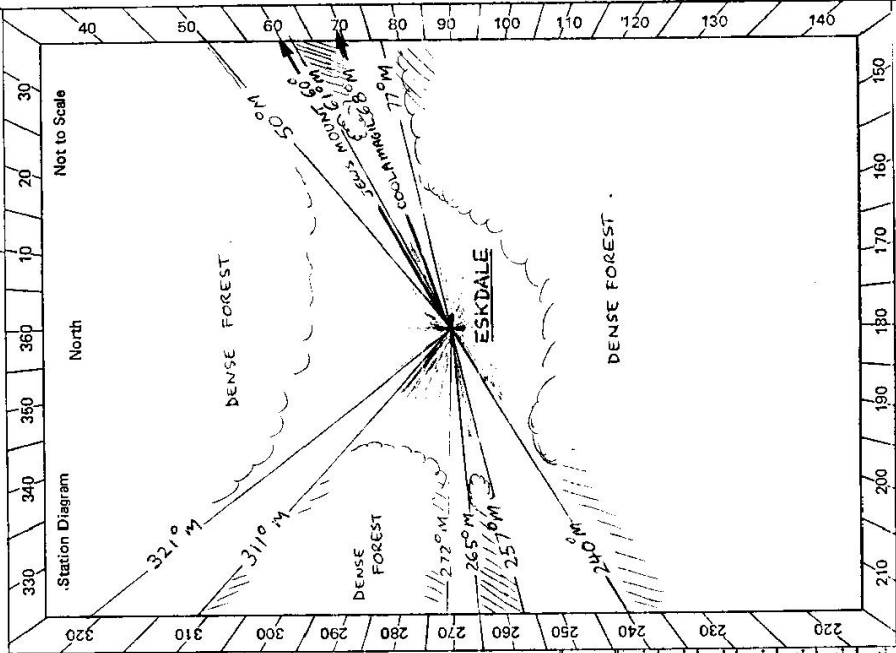 330 340 350 360 10 20 30
Station Diagram North Not to Scale
40 50 60 70 80 90 100 110 120 130 140
150 160 170 180 190 200 210
220 230 240 250 260 270 280 290 300 310 320
321°M
311°M
50°M
DENSE FOREST.
DENSE
FOREST
JEWS MOUNT 60°
61°M
77°M
272°M
265°M
257°M
240°M
ESKDALE
DENSE FOREST.